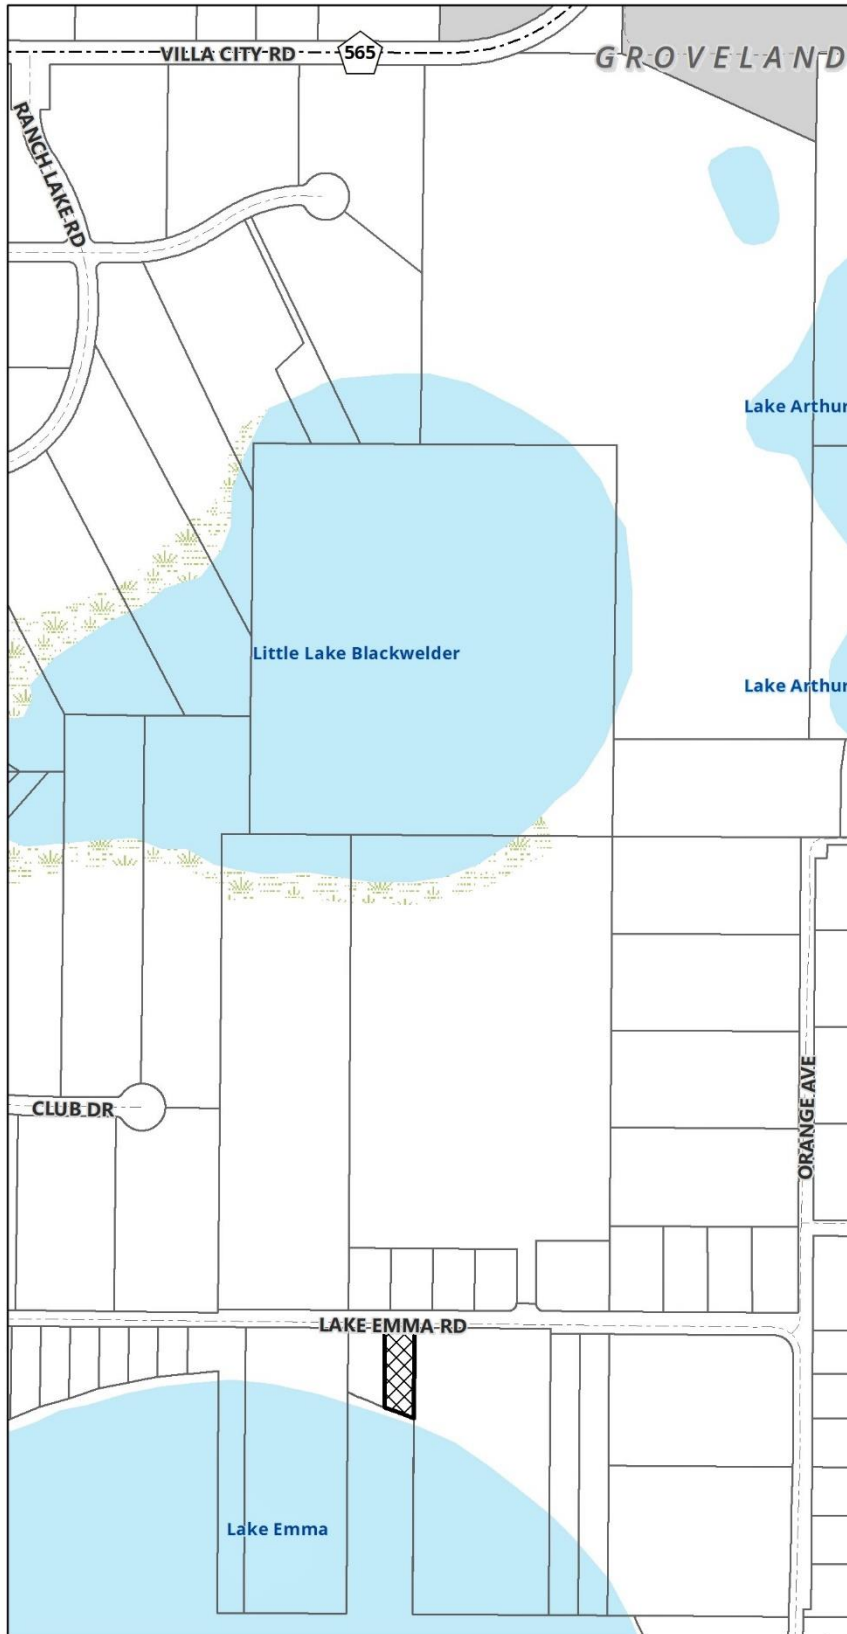 VILLA CITY RD
565
GROVELAND
RANCH LAKE RD
Lake Arthur
Little Lake Blackwelder
Lake Arthur
CLUB DR
ORANGE AVE
LAKE EMMA RD
Lake Emma